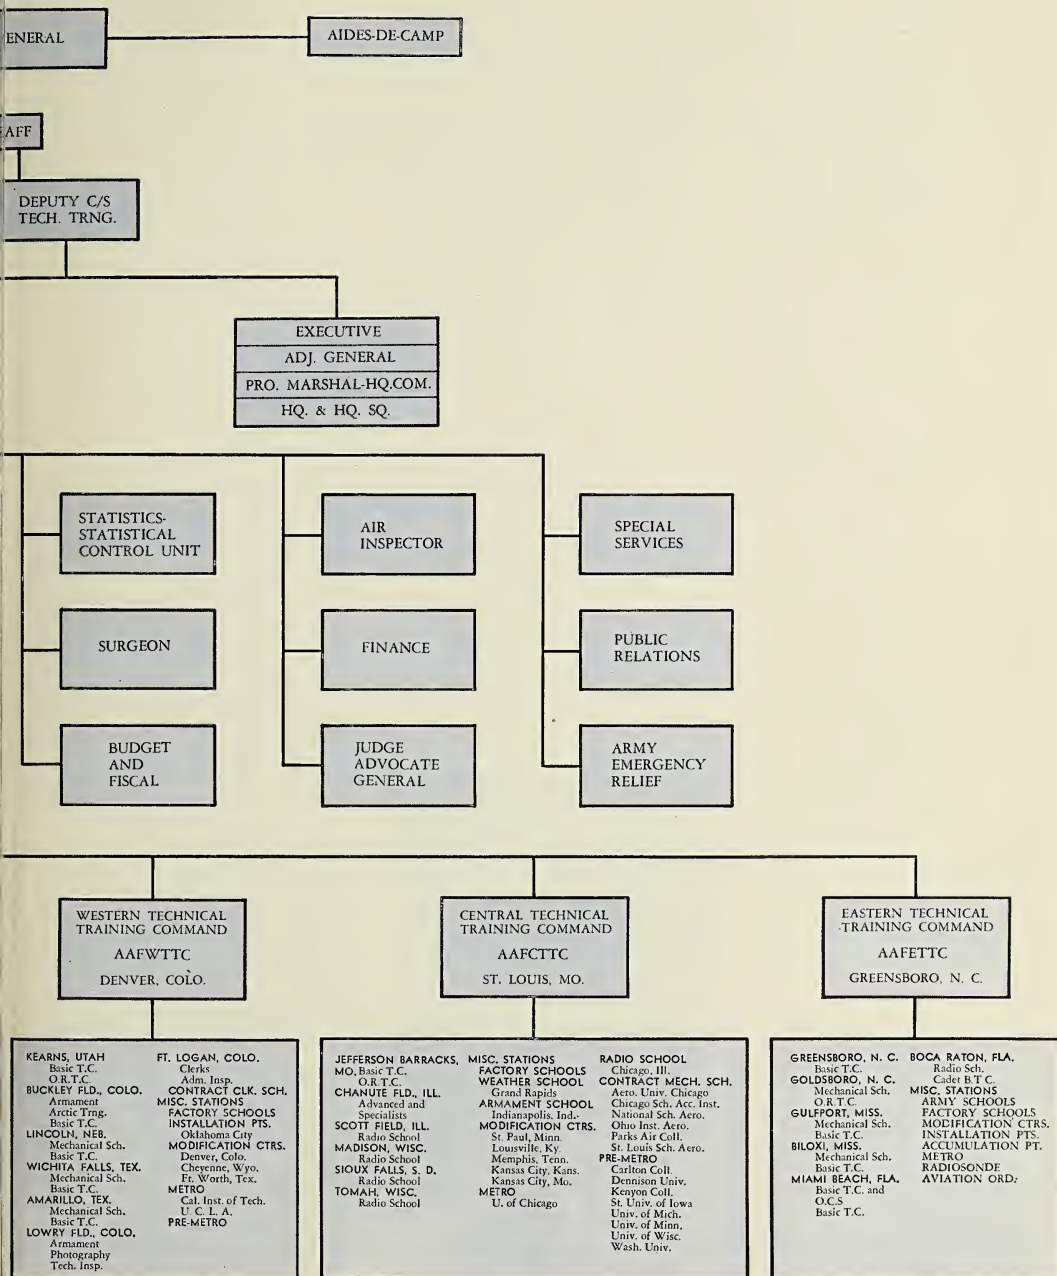 ENERAL
AIDES-DE-CAMP
AFF
DEPUTY C/S
TECH. TRNG.
EXECUTIVE
ADJ. GENERAL
PRO. MARSHAL-HQ.COM.
HQ. & HQ. SQ.
STATISTICS-
STATISTICAL
CONTROL UNIT
AIR
INSPECTOR
SPECIAL
SERVICES
SURGEON
FINANCE
PUBLIC
RELATIONS
BUDGET
AND
FISCAL
JUDGE
ADVOCATE
GENERAL
ARMY
EMERGENCY
RELIEF
WESTERN TECHNICAL
TRAINING COMMAND
AAFWTTC
DENVER, COLO.
CENTRAL TECHNICAL
TRAINING COMMAND
AAFCTTC
ST. LOUIS, MO.
EASTERN TECHNICAL
TRAINING COMMAND
AAFETTC
GREENSBORO, N. C.
KEARNS, UTAH
Basic T.C.
O.R.T.C.
BUCKLEY FLD., COLO.
Armament
Arctic Trng.
Basic T.C.
LINCOLN, NEB.
Mechanical Sch.
Basic T.C.
WICHITA FALLS, TEX.
Mechanical Sch.
Basic T.C.
AMARILLO, TEX.
Mechanical Sch.
Basic T.C.
LOWRY FLD., COLO.
Armament
Photography
Tech. Insp.
FT. LOGAN, COLO.
Clerks
Adm. Insp.
CONTRACT CLK. SCH.
MISC. STATIONS
FACTORY SCHOOLS
INSTALLATION PTS.
Oklahoma City
MODIFICATION CTRS.
Denver, Colo.
Cheyenne, Wyo.
Ft. Worth, Tex.
METRO
Cal. Inst. of Tech.
U. C. L. A.
PRE-METRO
JEFFERSON BARRACKS,
MO. Basic T.C.
O.R.T.C.
CHANUTE FLD., ILL.
Advanced and
Specialists
SCOTT FIELD, ILL.
Radio School
MADISON, WISC.
Radio School
SIOUX FALLS, S. D.
Radio School
TOMAH, WISC.
Radio School
MISC. STATIONS
FACTORY SCHOOLS
WEATHER SCHOOL
Grand Rapids
ARMAMENT SCHOOL
Indianapolis, Ind.
MODIFICATION CTRS.
St. Paul, Minn.
Louisville, Ky.
Memphis, Tenn.
Kansas City, Kans.
Kansas City, Mo.
METRO
U. of Chicago
RADIO SCHOOL
Chicago, Ill.
CONTRACT MECH. SCH.
Aero. Univ. Chicago
Chicago Sch. Acc. Inst.
National Sch. Aero.
Ohio Inst. Aero.
Parks Air Coll.
St. Louis Sch. Aero.
PRE-METRO
Carlton Coll.
Dennison Univ.
Kenyon Coll.
St. Univ. of Iowa
Univ. of Mich.
Univ. of Minn.
Univ. of Wisc.
Wash. Univ.
GREENSBORO, N. C.
Basic T.C.
GOLDSBORO, N. C.
Mechanical Sch.
O.R.T.C.
GULFPORT, MISS.
Mechanical Sch.
Basic T.C.
BILOXI, MISS.
Mechanical Sch.
Basic T.C.
MIAMI BEACH, FLA.
Basic T.C. and
O.C.S
Basic T.C.
BOCA RATON, FLA.
Radio Sch.
Cadet B.T.C.
MISC. STATIONS
ARMY SCHOOLS
FACTORY SCHOOLS
MODIFICATION CTRS.
INSTALLATION PTS.
ACCUMULATION PT.
METRO
RADIOSONDE
AVIATION ORD.